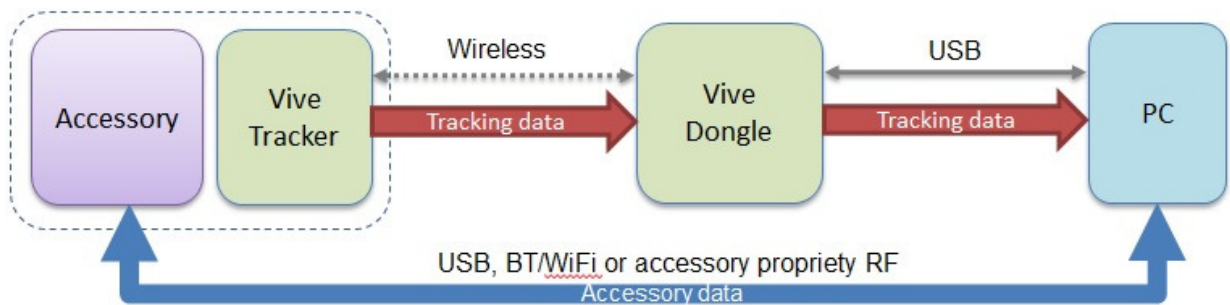 Wireless
USB
Accessory
Vive
Tracker
Tracking data
Vive
Dongle
Tracking data
PC
USB, BT/WiFi or accessory propriety RF
Accessory data